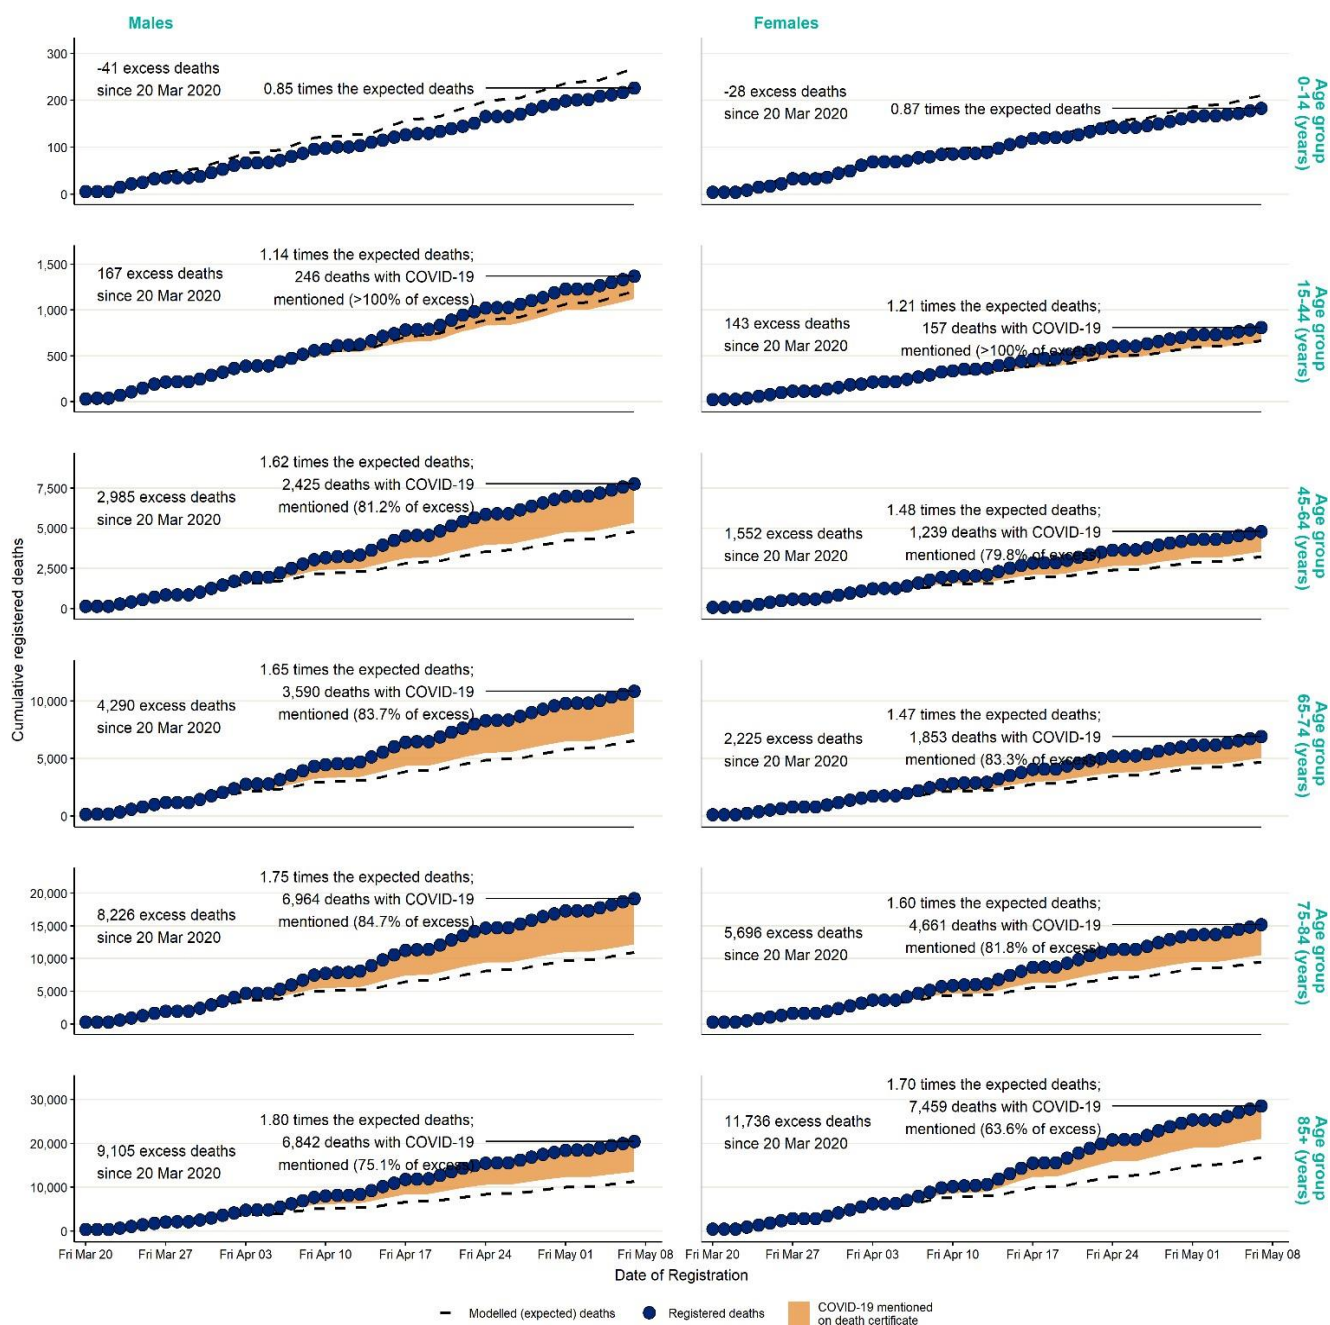 Males
Females
Cumulative registered deaths
300
200
100
0
-41 excess deaths
since 20 Mar 2020
0.85 times the expected deaths
-28 excess deaths
since 20 Mar 2020
0.87 times the expected deaths
Age group
0-14 (years)
1,500
1,000
500
0
167 excess deaths
since 20 Mar 2020
1.14 times the expected deaths;
246 deaths with COVID-19
mentioned (>100% of excess)
143 excess deaths
since 20 Mar 2020
1.21 times the expected deaths;
157 deaths with COVID-19
mentioned (>100% of excess)
Age group
15-44 (years)
7,500
5,000
2,500
0
2,985 excess deaths
since 20 Mar 2020
1.62 times the expected deaths;
2,425 deaths with COVID-19
mentioned (81.2% of excess)
1,552 excess deaths
since 20 Mar 2020
1.48 times the expected deaths;
1,239 deaths with COVID-19
mentioned (79.8% of excess)
Age group
45-64 (years)
10,000
5,000
0
4,290 excess deaths
since 20 Mar 2020
1.65 times the expected deaths;
3,590 deaths with COVID-19
mentioned (83.7% of excess)
2,225 excess deaths
since 20 Mar 2020
1.47 times the expected deaths;
1,853 deaths with COVID-19
mentioned (83.3% of excess)
Age group
65-74 (years)
20,000
15,000
10,000
5,000
0
8,226 excess deaths
since 20 Mar 2020
1.75 times the expected deaths;
6,964 deaths with COVID-19
mentioned (84.7% of excess)
5,696 excess deaths
since 20 Mar 2020
1.60 times the expected deaths;
4,661 deaths with COVID-19
mentioned (81.8% of excess)
Age group
75-84 (years)
30,000
20,000
10,000
0
9,105 excess deaths
since 20 Mar 2020
1.80 times the expected deaths;
6,842 deaths with COVID-19
mentioned (75.1% of excess)
11,736 excess deaths
since 20 Mar 2020
1.70 times the expected deaths;
7,459 deaths with COVID-19
mentioned (63.6% of excess)
Age group
85+ (years)
Fri Mar 20 Fri Mar 27 Fri Apr 03 Fri Apr 10 Fri Apr 17 Fri Apr 24 Fri May 01 Fri May 08
Fri Mar 20 Fri Mar 27 Fri Apr 03 Fri Apr 10 Fri Apr 17 Fri Apr 24 Fri May 01 Fri May 08
Date of Registration
Modelled (expected) deaths
Registered deaths
COVID-19 mentioned
on death certificate